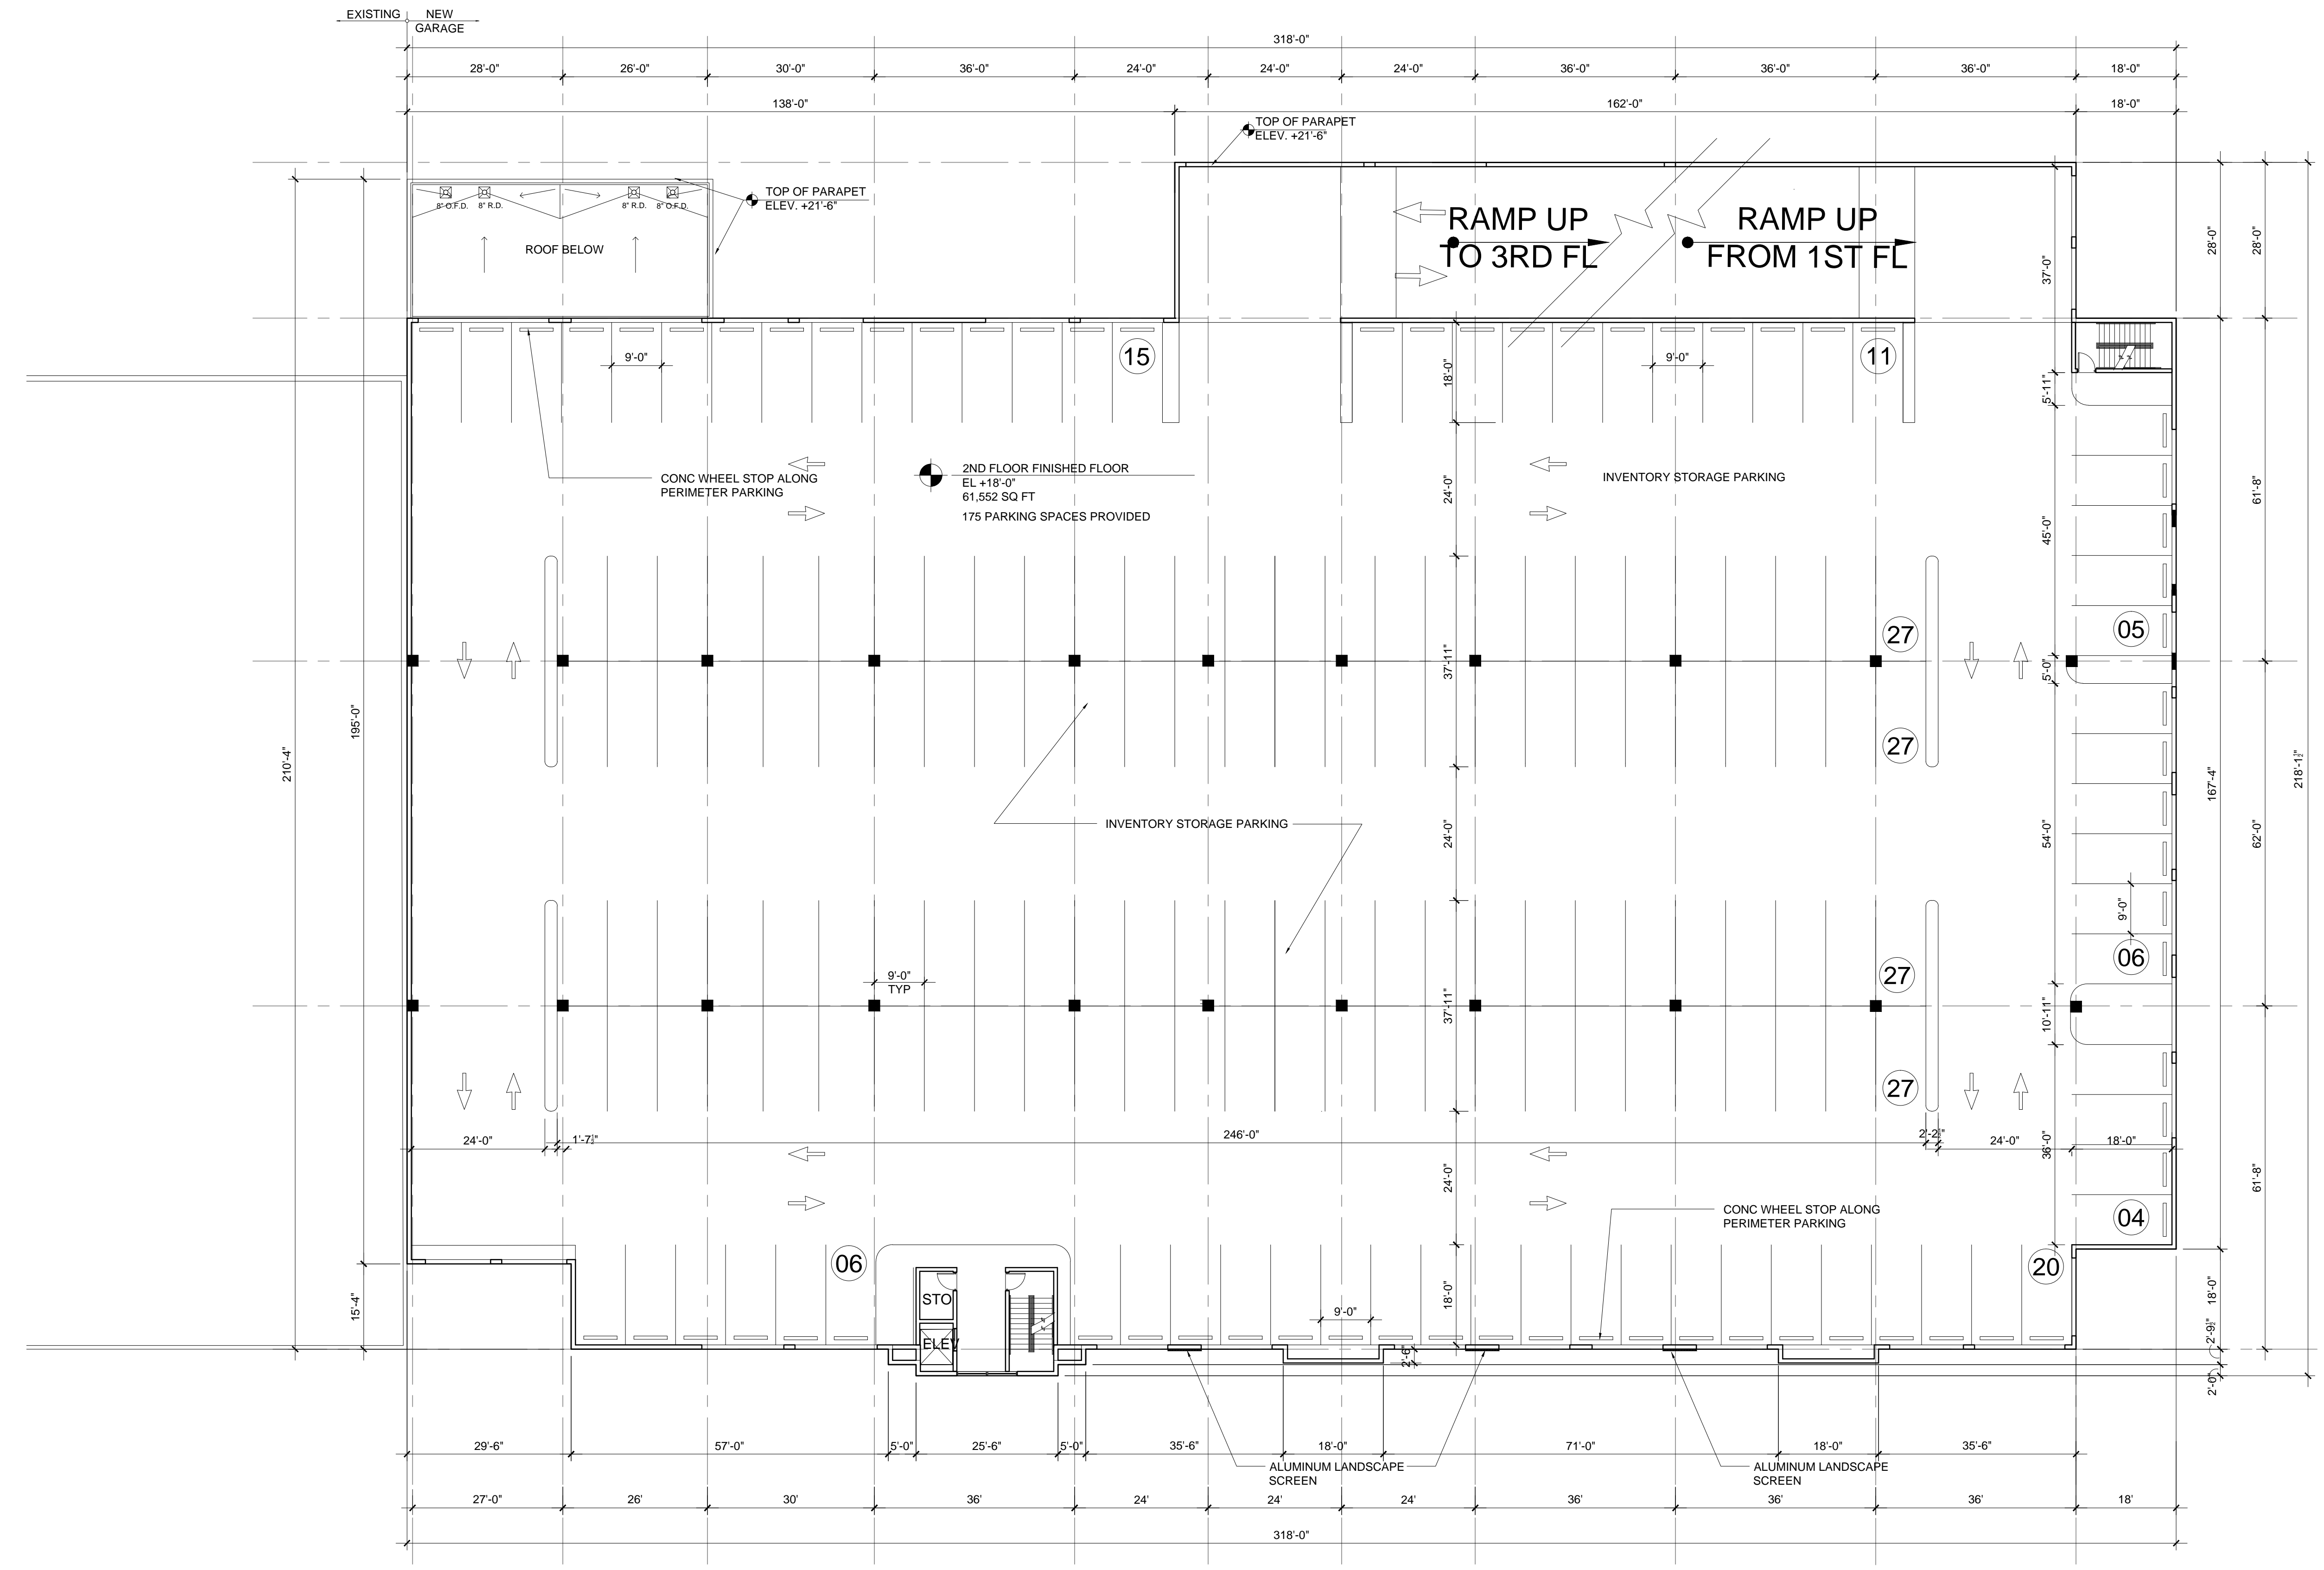 EXISTING
NEW
GARAGE
318'-0"
28'-0"
26'-0"
30'-0"
36'-0"
24'-0"
24'-0"
24'-0"
36'-0"
36'-0"
36'-0"
18'-0"
138'-0"
162'-0"
18'-0"
TOP OF PARAPET
ELEV. +21'-6"
TOP OF PARAPET
ELEV. +21'-6"
8" O.F.D.
8" R.D.
8" R.D.
8" O.F.D.
ROOF BELOW
RAMP UP
TO 3RD FL
RAMP UP
FROM 1ST FL
37'-0"
28'-0"
28'-0"
9'-0"
15
9'-0"
11
18'-0"
5'-11"
CONC WHEEL STOP ALONG
PERIMETER PARKING
2ND FLOOR FINISHED FLOOR
EL +18'-0"
61,552 SQ FT
175 PARKING SPACES PROVIDED
24'-0"
INVENTORY STORAGE PARKING
45'-0"
61'-8"
27
05
37'-11"
5'-0"
195'-0"
210'-4"
27
INVENTORY STORAGE PARKING
24'-0"
54'-0"
62'-0"
167'-4"
218'-1½"
9'-0"
9'-0"
TYP
27
06
37'-11"
10'-11"
27
24'-0"
1'-7½"
246'-0"
24'-0"
18'-0"
36'-0"
24'-0"
61'-8"
CONC WHEEL STOP ALONG
PERIMETER PARKING
04
06
20
STO
ELEV
15'-4"
18'-0"
9'-0"
18'-0"
2'-9½"
2'-6"
2'-0"
29'-6"
57'-0"
5'-0"
25'-6"
5'-0"
35'-6"
18'-0"
71'-0"
18'-0"
35'-6"
ALUMINUM LANDSCAPE
SCREEN
ALUMINUM LANDSCAPE
SCREEN
27'-0"
26'
30'
36'
24'
24'
24'
36'
36'
36'
18'
318'-0"